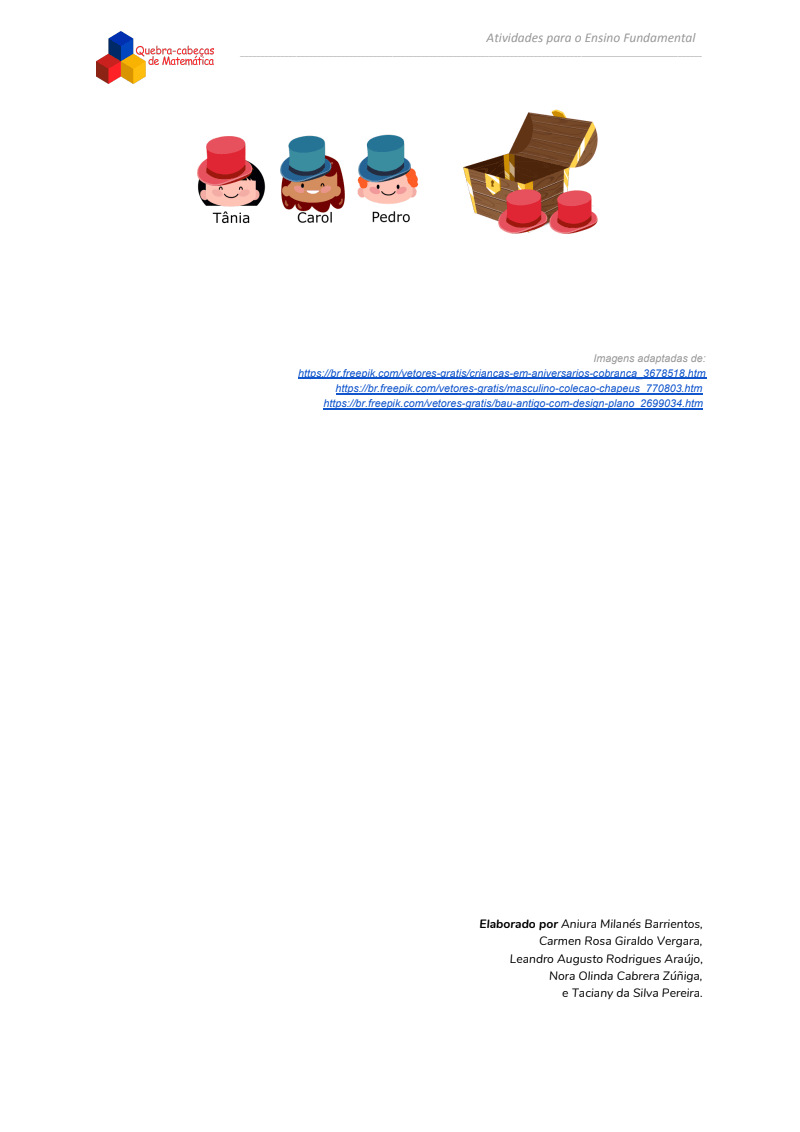 Quebra-cabeças
de Matemática
Atividades para o Ensino Fundamental
Tânia
Carol
Pedro
Imagens adaptadas de:
https://br.freepik.com/vetores-gratis/criancas-em-aniversarios-cobranca_3678518.htm
https://br.freepik.com/vetores-gratis/masculino-colecao-chapeus_770803.htm
https://br.freepik.com/vetores-gratis/bau-antigo-com-design-plano_2699034.htm
Elaborado por Aniura Milanés Barrientos,
Carmen Rosa Giraldo Vergara,
Leandro Augusto Rodrigues Araújo,
Nora Olinda Cabrera Zúñiga,
e Taciany da Silva Pereira.